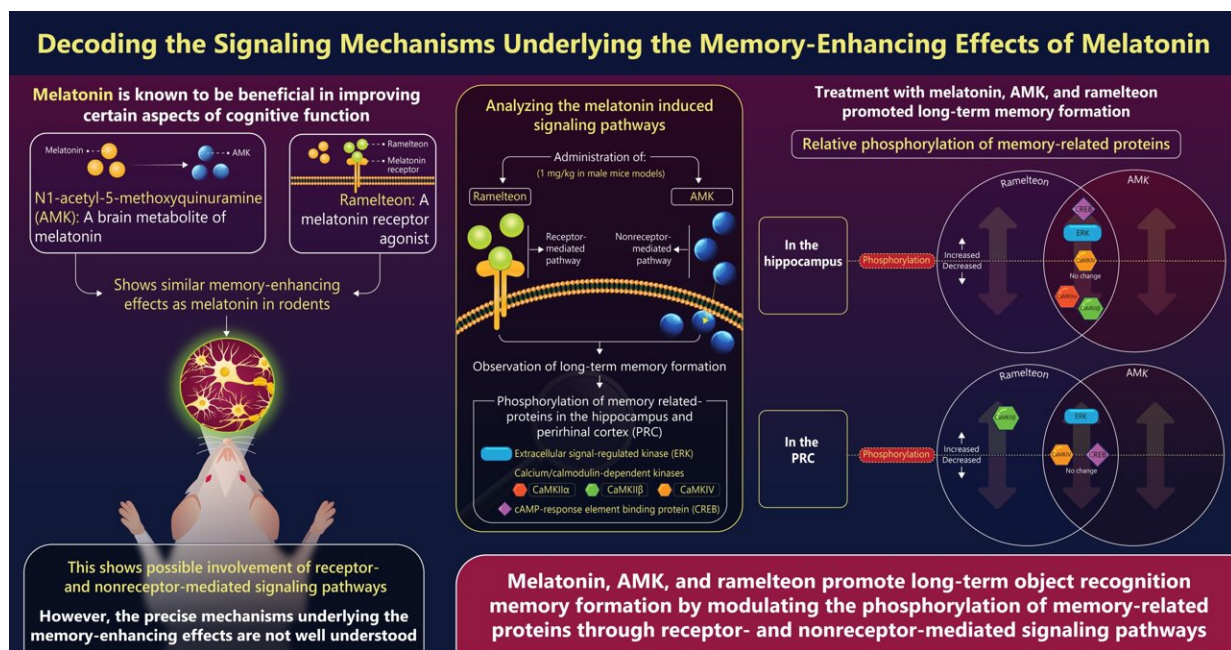 Decoding the Signaling Mechanisms Underlying the Memory-Enhancing Effects of Melatonin
Melatonin is known to be beneficial in improving
certain aspects of cognitive function
Melatonin
AMK
N1-acetyl-5-methoxyquinuramine
(AMK): A brain metabolite of
melatonin
Ramelteon
Melatonin
receptor
Ramelteon: A
melatonin receptor
agonist
Shows similar memory-enhancing
effects as melatonin in rodents
This shows possible involvement of receptor-
and nonreceptor-mediated signaling pathways
However, the precise mechanisms underlying the
memory-enhancing effects are not well understood
Analyzing the melatonin induced
signaling pathways
Administration of:
(1 mg/kg in male mice models)
Ramelteon
AMK
Receptor-
mediated
pathway
Nonreceptor-
mediated
pathway
Observation of long-term memory formation
Phosphorylation of memory related-
proteins in the hippocampus and
perirhinal cortex (PRC)
Extracellular signal-regulated kinase (ERK)
Calcium/calmodulin-dependent kinases
CaMKIIα
CaMKIIβ
CaMKIV
cAMP-response element binding protein (CREB)
Treatment with melatonin, AMK, and ramelteon
promoted long-term memory formation
Relative phosphorylation of memory-related proteins
In the
hippocampus
Phosphorylation
Increased
Decreased
Ramelteon
AMK
CREB
ERK
CaMKIV
No change
CaMKIIα
CaMKIIβ
In the
PRC
Phosphorylation
Increased
Decreased
Ramelteon
AMK
CaMKIIβ
ERK
CaMKIV
CREB
No change
Melatonin, AMK, and ramelteon promote long-term object recognition
memory formation by modulating the phosphorylation of memory-related
proteins through receptor- and nonreceptor-mediated signaling pathways